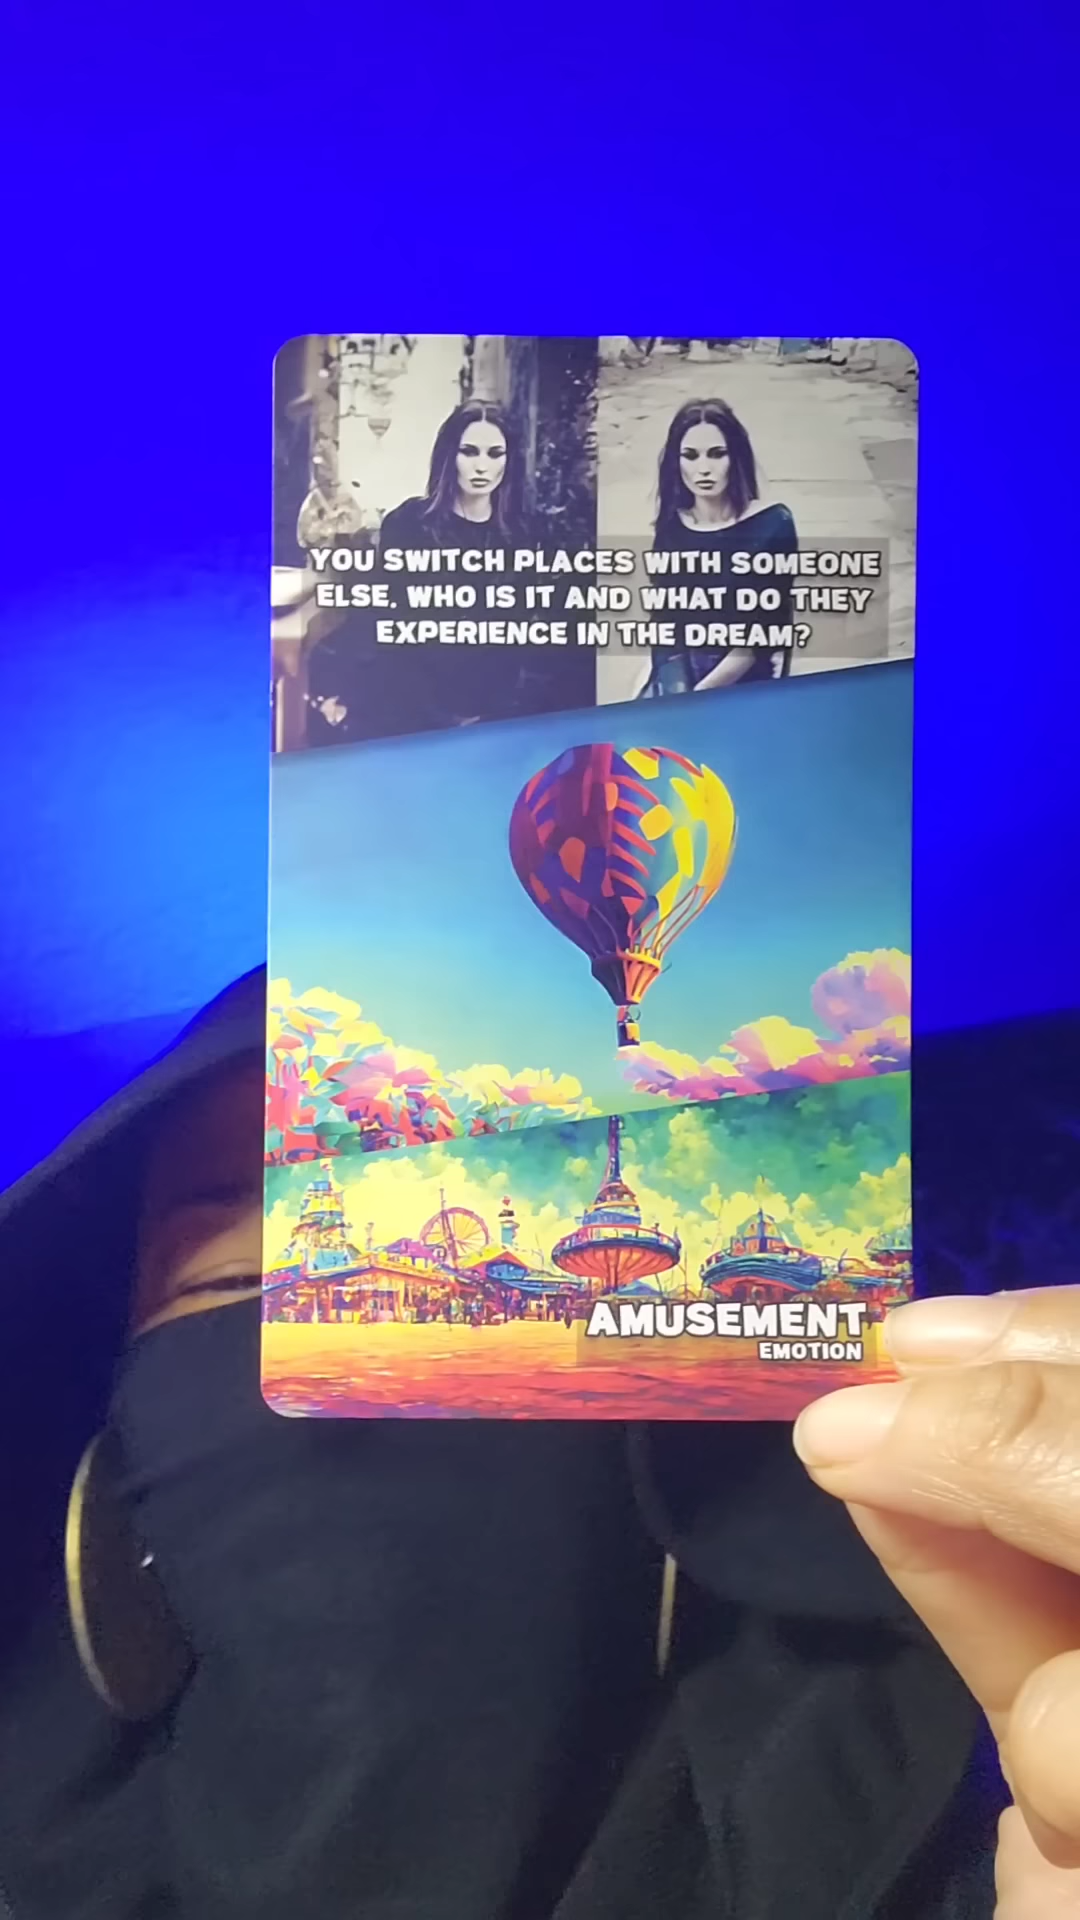 YOU SWITCH PLACES WITH SOMEONE
ELSE. WHO IS IT AND WHAT DO THEY
EXPERIENCE IN THE DREAM?
AMUSEMENT
EMOTION